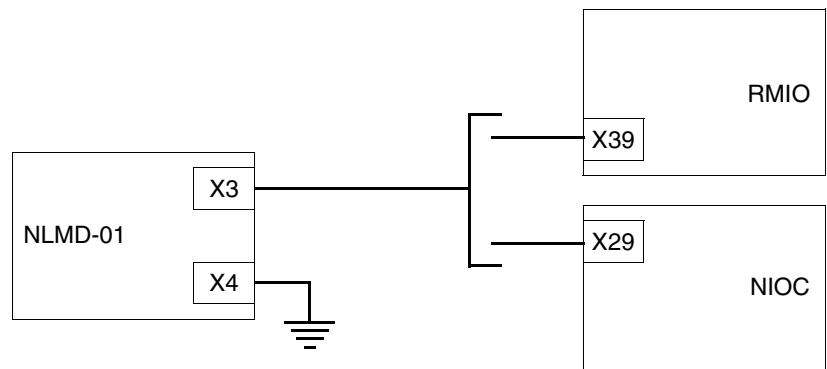 RMIO
X39
X3
NLMD-01
X29
X4
NIOC